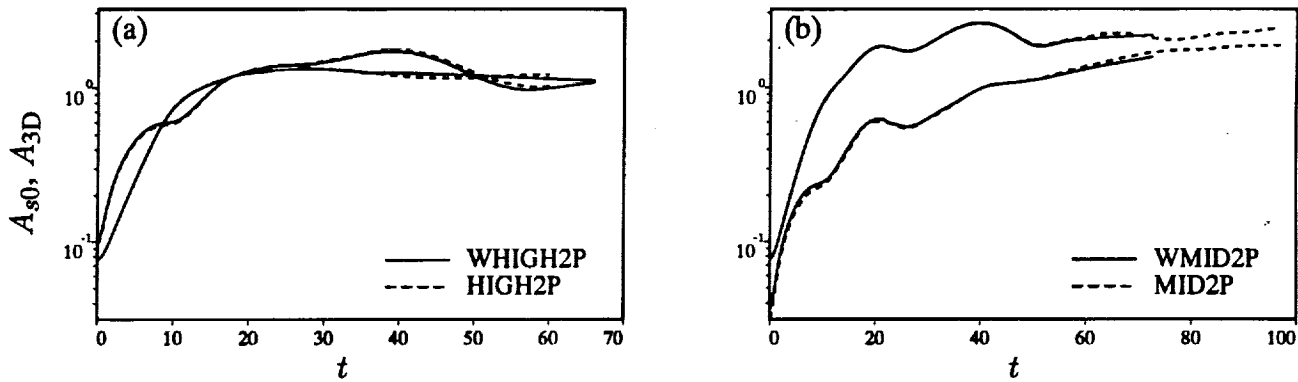 (a)
A_{s0}, A_{3D}
10^0
10^{-1}
WHIGH2P
HIGH2P
0 10 20 30 40 50 60 70
t
(b)
10^0
10^{-1}
WMID2P
MID2P
0 20 40 60 80 100
t